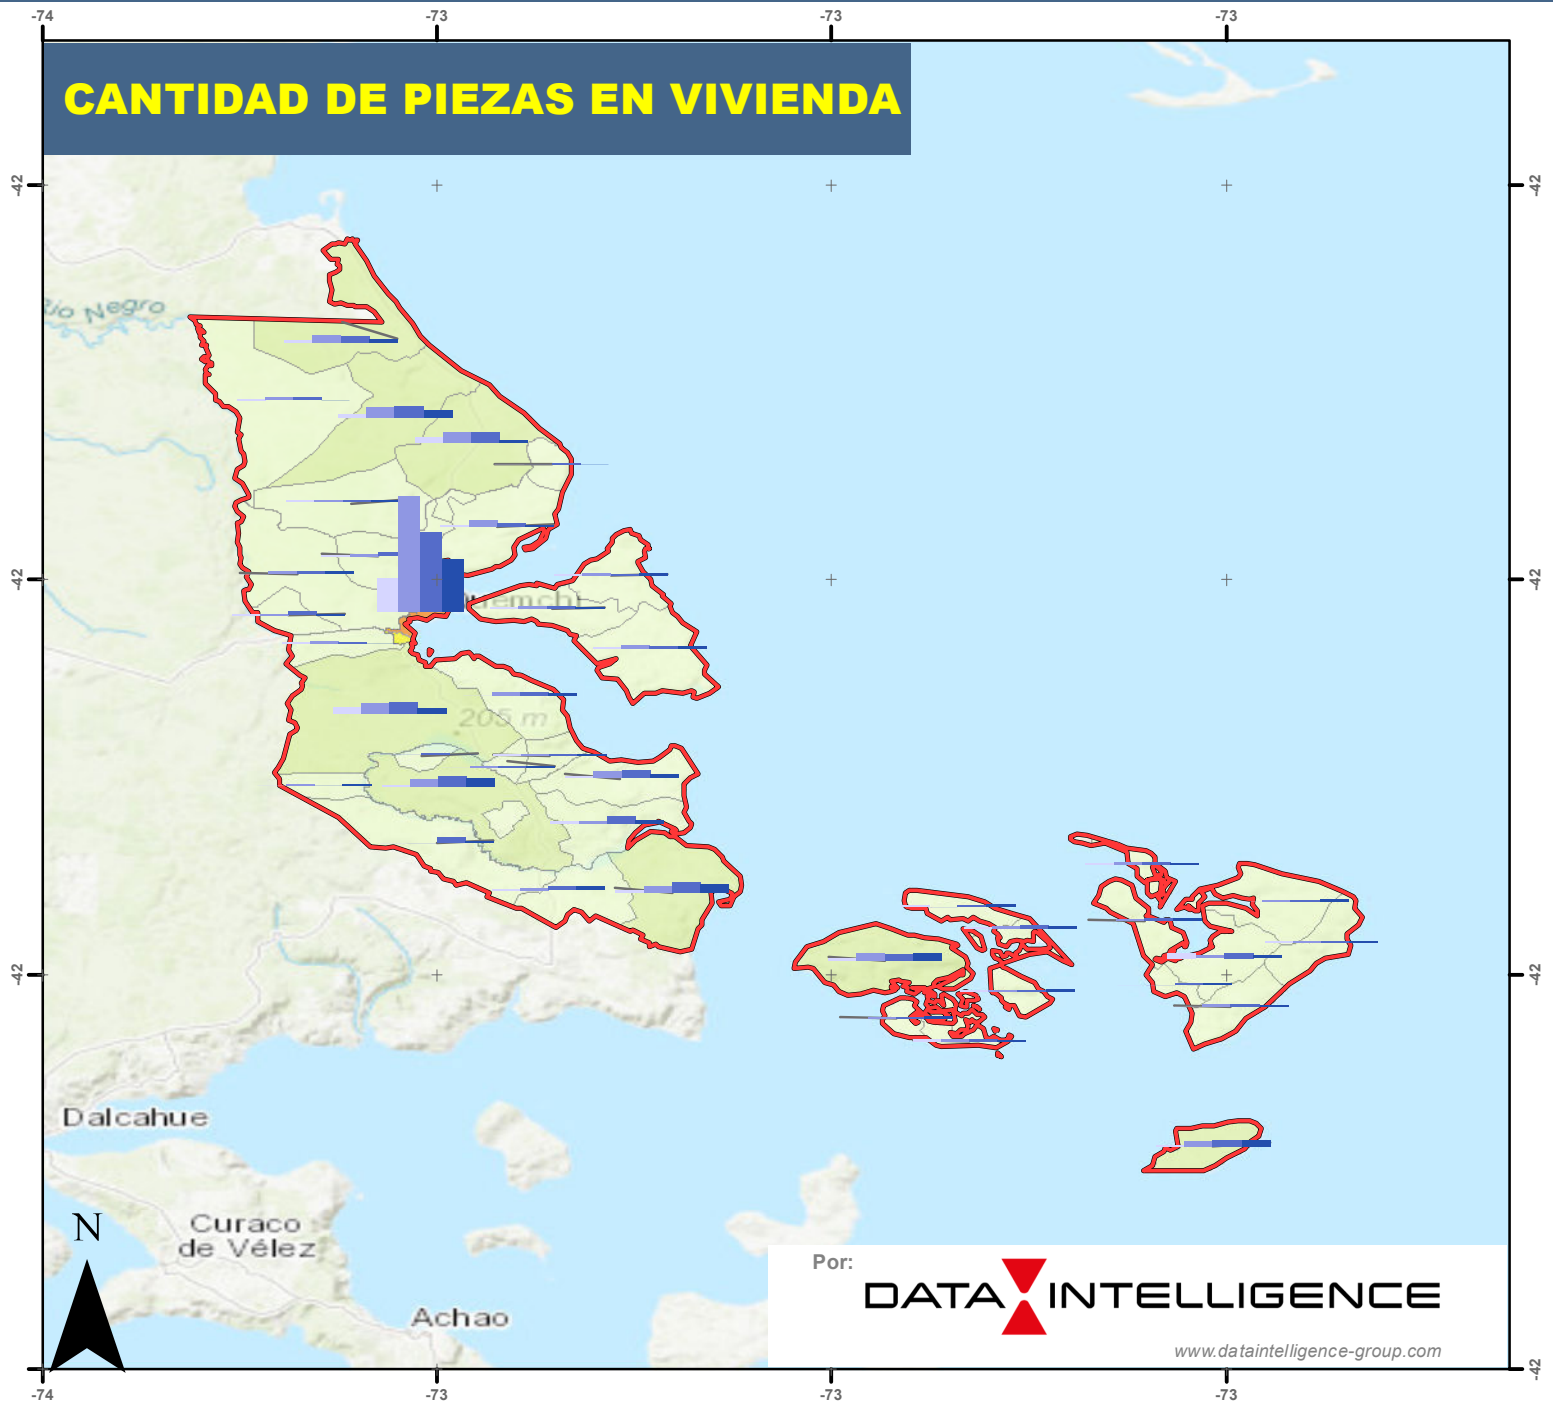 -74 -73 -73 -73
CANTIDAD DE PIEZAS EN VIVIENDA
-42 -42
Río Negro
Quemchi
-42 -42
205 m
-42 -42
Dalcahue
Curaco
de Vélez
N
Achao
Por:
DATA INTELLIGENCE
www.dataintelligence-group.com
-42
-74 -73 -73 -73